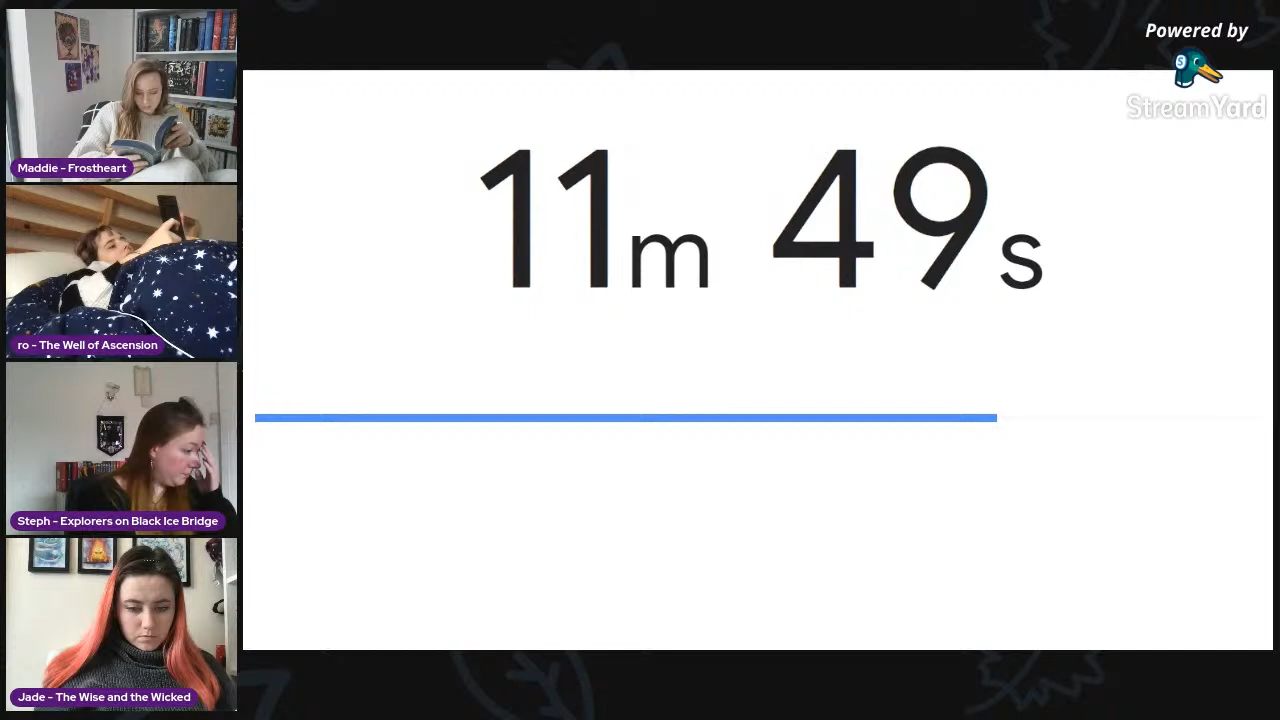 Maddie - Frostheart
ro - The Well of Ascension
Steph - Explorers on Black Ice Bridge
Jade - The Wise and the Wicked
11m 49s
Powered by
StreamYard